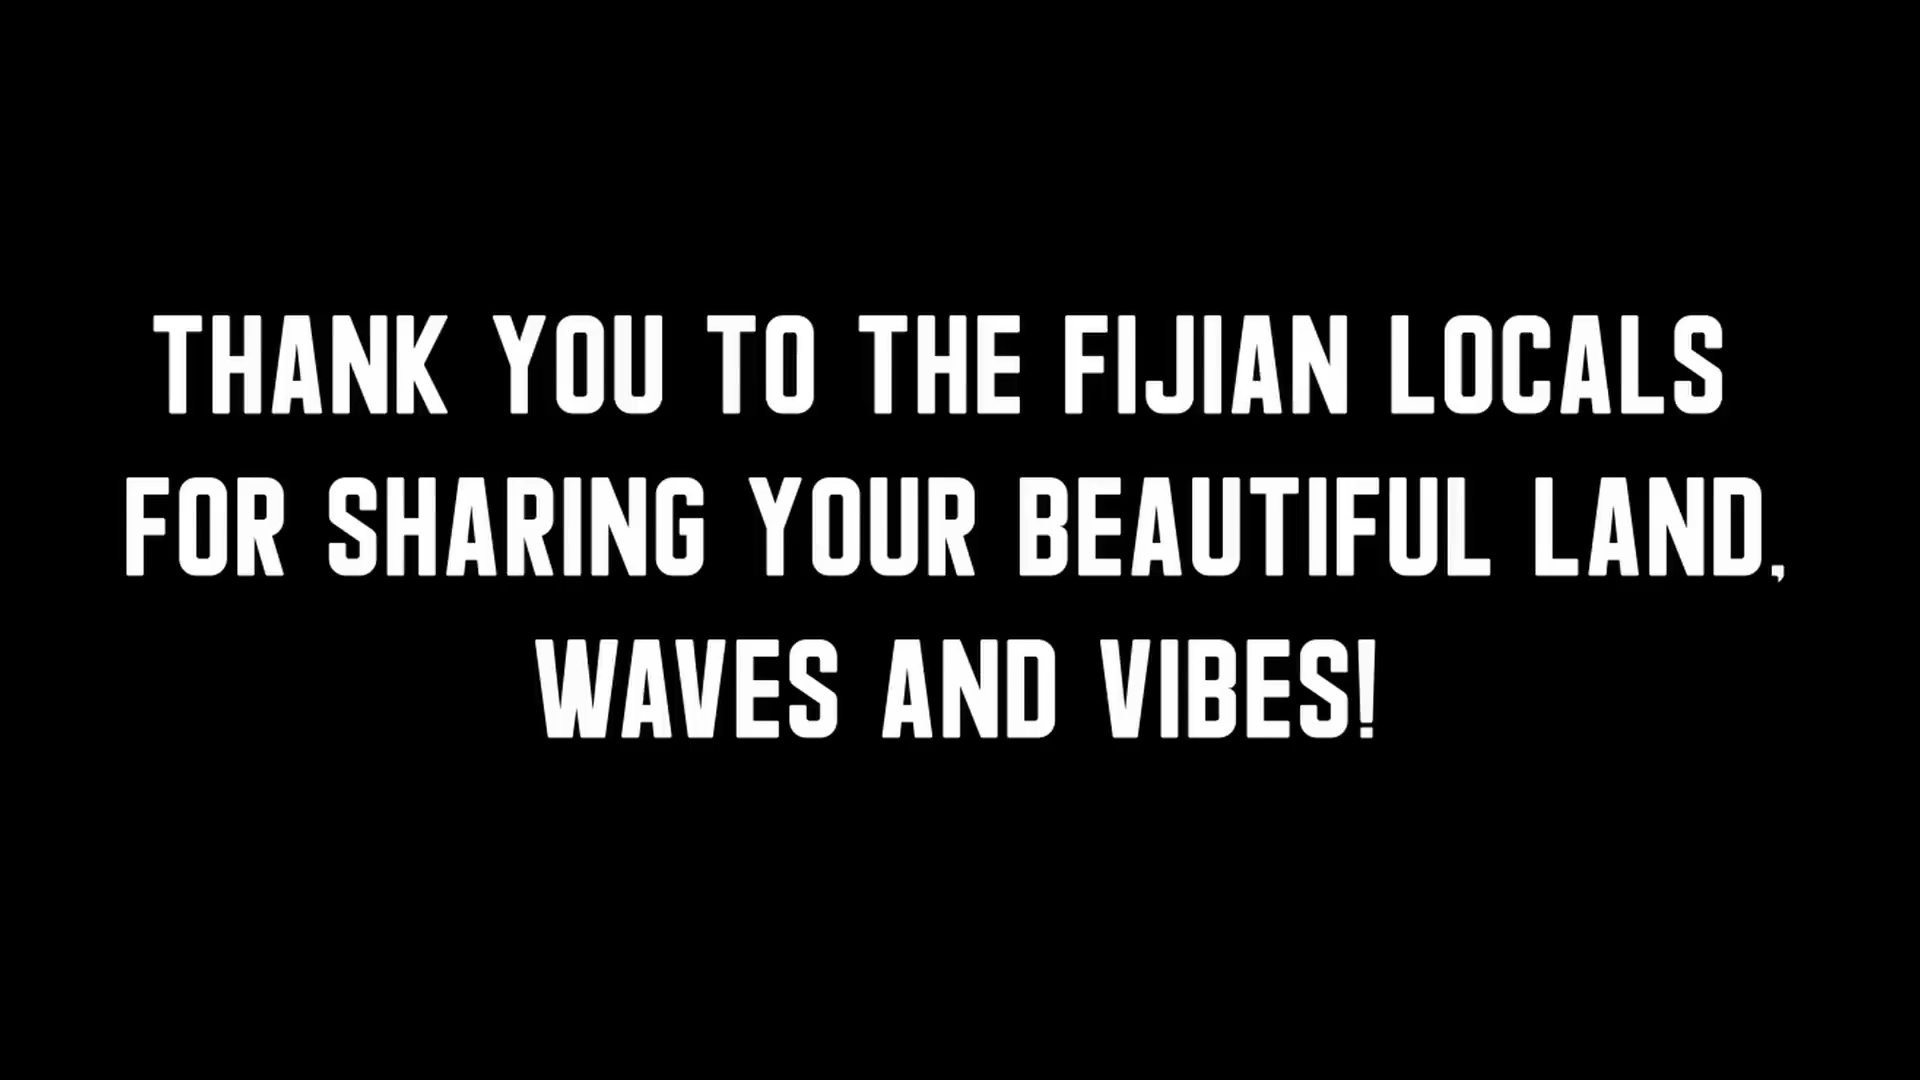 THANK YOU TO THE FIJIAN LOCALS
FOR SHARING YOUR BEAUTIFUL LAND,
WAVES AND VIBES!